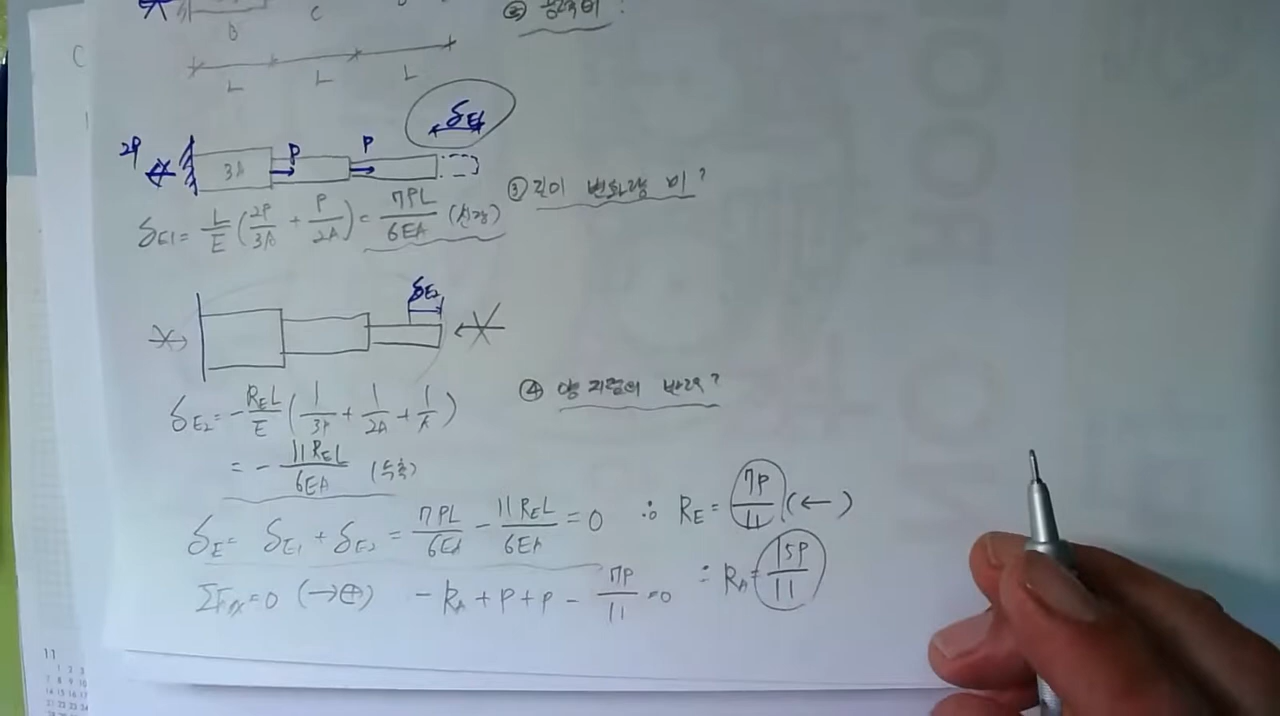 B C
L L L
δE1
2P 3A P P
③ 길이 변화량 비?
δE1 = L/E (2P/3A + P/2A) = 7PL/6EA (신장)
δE2
④ 양 지점의 반력?
δE2 = - REL/E (1/3A + 1/2A + 1/A)
= - 11REL/6EA (수축)
δE = δE1 + δE2 = 7PL/6EA - 11REL/6EA = 0 ∴ RE = 7P/11 (←)
ΣFx = 0 (→⊕) - RA + P + P - 7P/11 = 0 ∴ RA = 15P/11
11